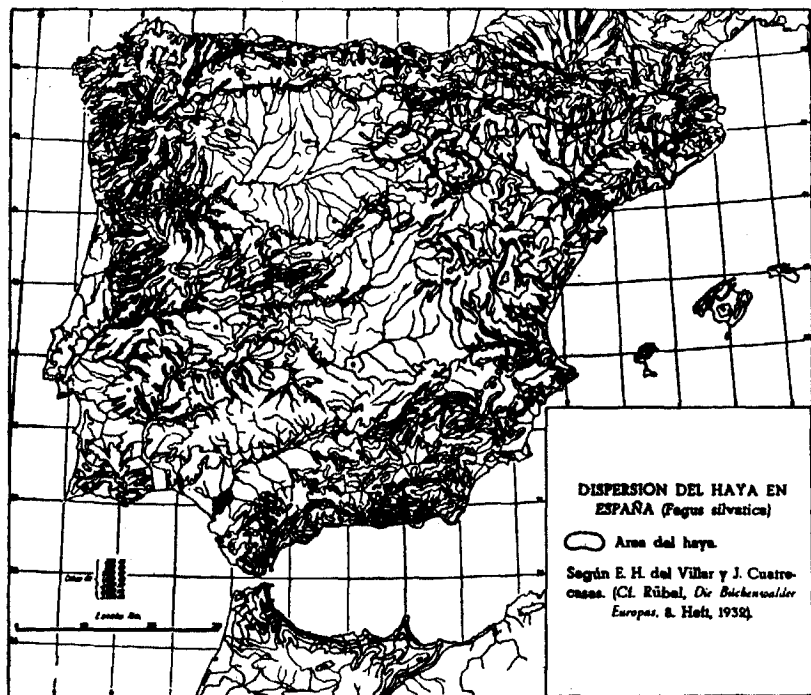 DISPERSION DEL HAYA EN
ESPAÑA (Fagus silvatica)
Area del haya.
Según E. H. del Villar y J. Cuatre-
casas. (Cf. Rübel, Die Büchenwalder
Europas, 8. Heft, 1932).